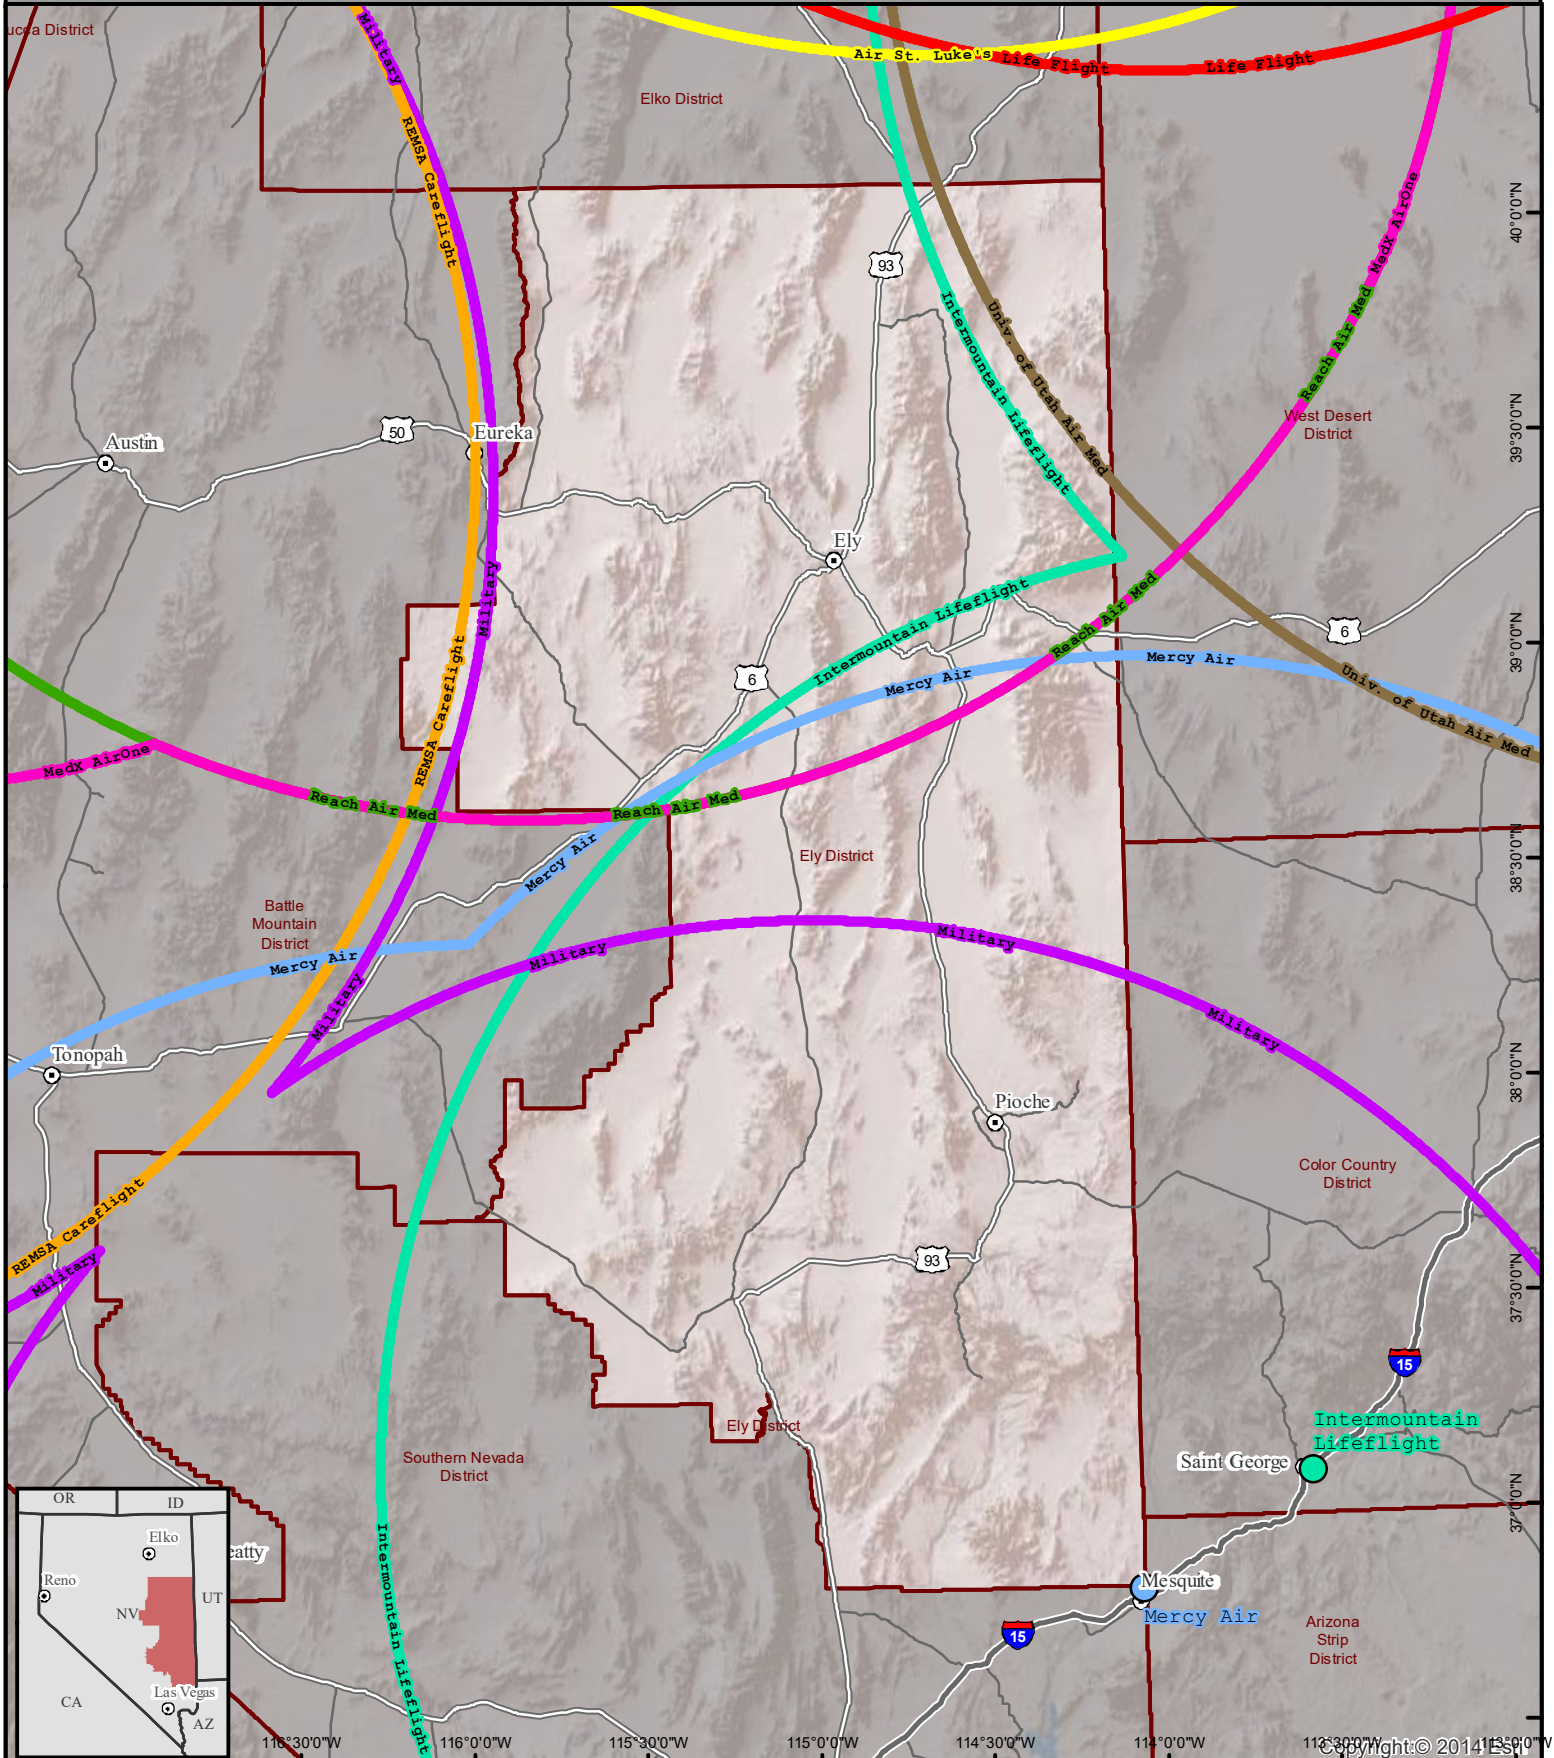 ucca District
Military
Air St. Luke's
Life Flight
Life Flight
Elko District
REMSA Careflight
MedX AirOne
40°0'0"N
93
Intermountain Lifeflight
Univ. of Utah Air Med
Reach Air Med
West Desert
District
39°30'0"N
50
Eureka
Austin
Ely
Military
Intermountain Lifeflight
Reach Air Med
6
39°0'0"N
REMSA Careflight
6
Mercy Air
Mercy Air
Univ. of Utah Air Med
MedX AirOne
Reach Air Med
Reach Air Med
Mercy Air
Ely District
38°30'0"N
Battle
Mountain
District
Mercy Air
Military
Military
Military
Military
Tonopah
38°0'0"N
Pioche
REMSA Careflight
Color Country
District
Military
93
37°30'0"N
15
Intermountain
Lifeflight
Ely District
Southern Nevada
District
Saint George
37°0'0"N
OR
ID
Elko
eatty
Reno
UT
NV
Intermountain Lifeflight
Mesquite
Mercy Air
15
Arizona
Strip
District
CA
Las Vegas
AZ
116°30'0"W
116°0'0"W
115°30'0"W
115°0'0"W
114°30'0"W
114°0'0"W
113°30'0"W
113°0'0"W
Copyright:© 2014 Esri